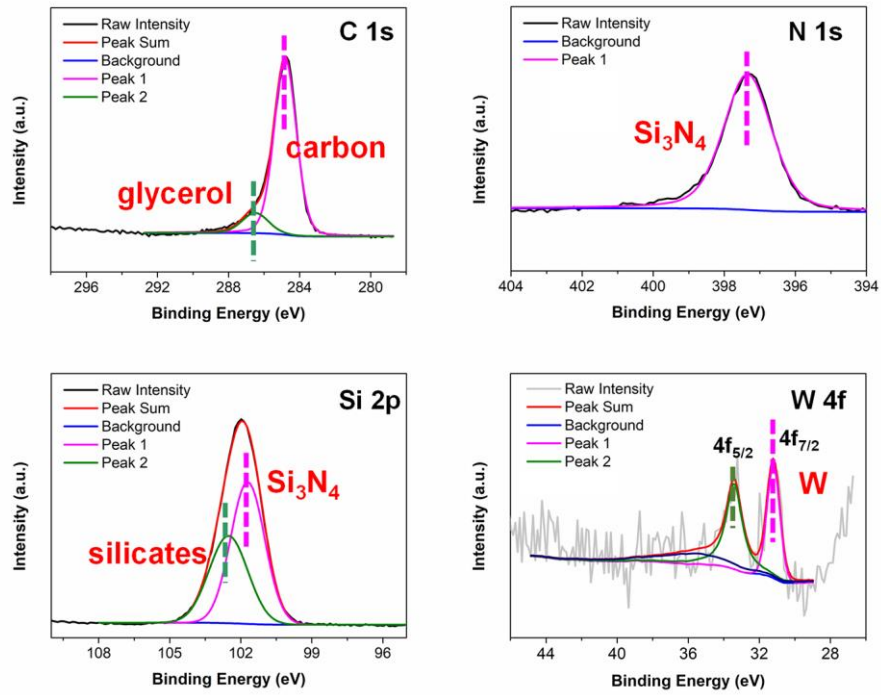 C 1s
Raw Intensity
Peak Sum
Background
Peak 1
Peak 2
carbon
glycerol
Intensity (a.u.)
296 292 288 284 280
Binding Energy (eV)
N 1s
Raw Intensity
Background
Peak 1
Si₃N₄
Intensity (a.u.)
404 402 400 398 396 394
Binding Energy (eV)
Si 2p
Raw Intensity
Peak Sum
Background
Peak 1
Peak 2
Si₃N₄
silicates
Intensity (a.u.)
108 105 102 99 96
Binding Energy (eV)
W 4f
Raw Intensity
Peak Sum
Background
Peak 1
Peak 2
4f₅/₂
4f₇/₂
W
Intensity (a.u.)
44 40 36 32 28
Binding Energy (eV)